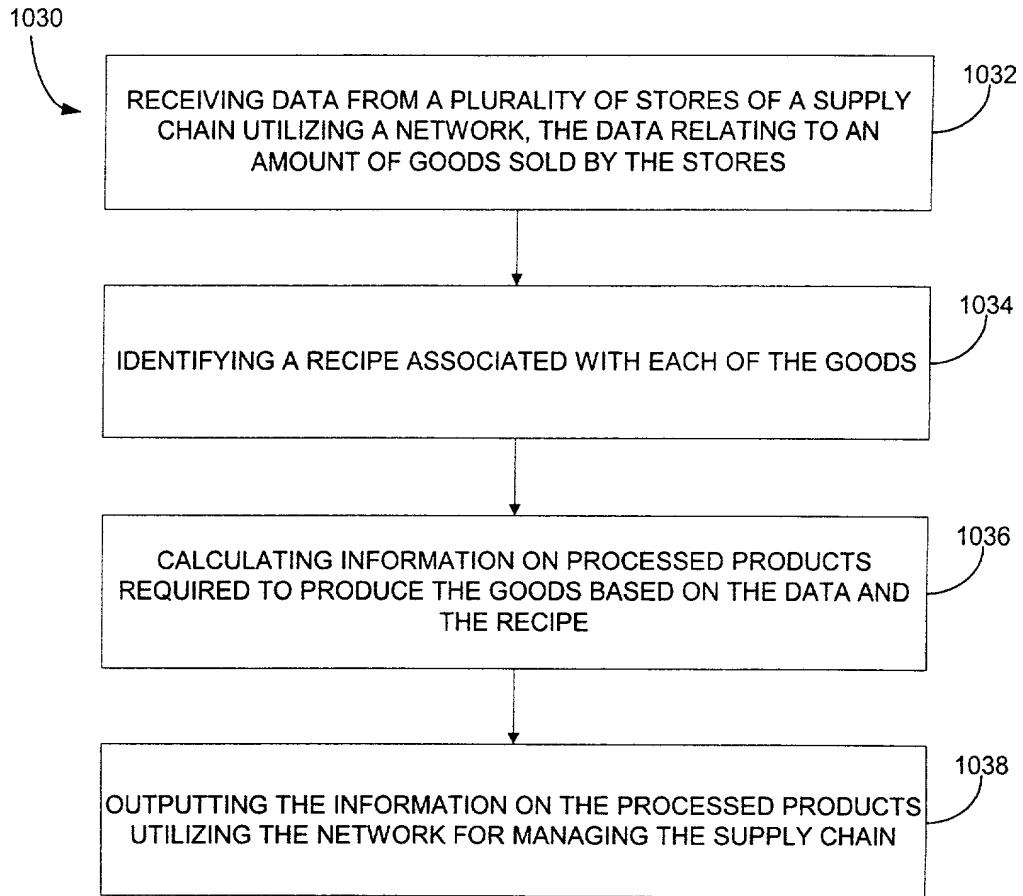 1030
1032
RECEIVING DATA FROM A PLURALITY OF STORES OF A SUPPLY
CHAIN UTILIZING A NETWORK, THE DATA RELATING TO AN
AMOUNT OF GOODS SOLD BY THE STORES
1034
IDENTIFYING A RECIPE ASSOCIATED WITH EACH OF THE GOODS
1036
CALCULATING INFORMATION ON PROCESSED PRODUCTS
REQUIRED TO PRODUCE THE GOODS BASED ON THE DATA AND
THE RECIPE
1038
OUTPUTTING THE INFORMATION ON THE PROCESSED PRODUCTS
UTILIZING THE NETWORK FOR MANAGING THE SUPPLY CHAIN